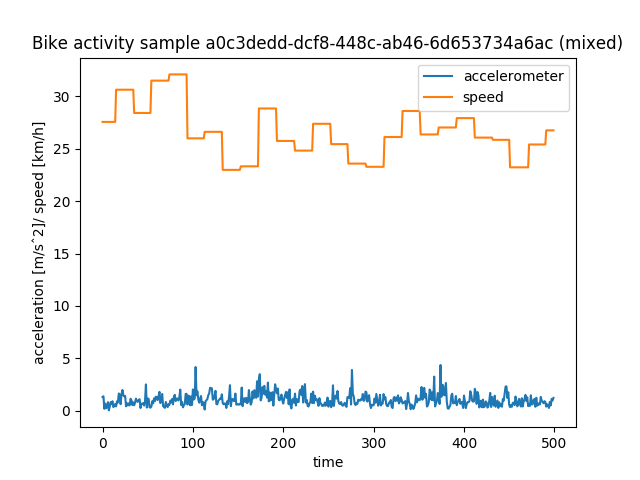 Bike activity sample a0c3dedd-dcf8-448c-ab46-6d653734a6ac (mixed)
accelerometer
speed
acceleration [m/sˆ2]/ speed [km/h]
30
25
20
15
10
5
0
0 100 200 300 400 500
time